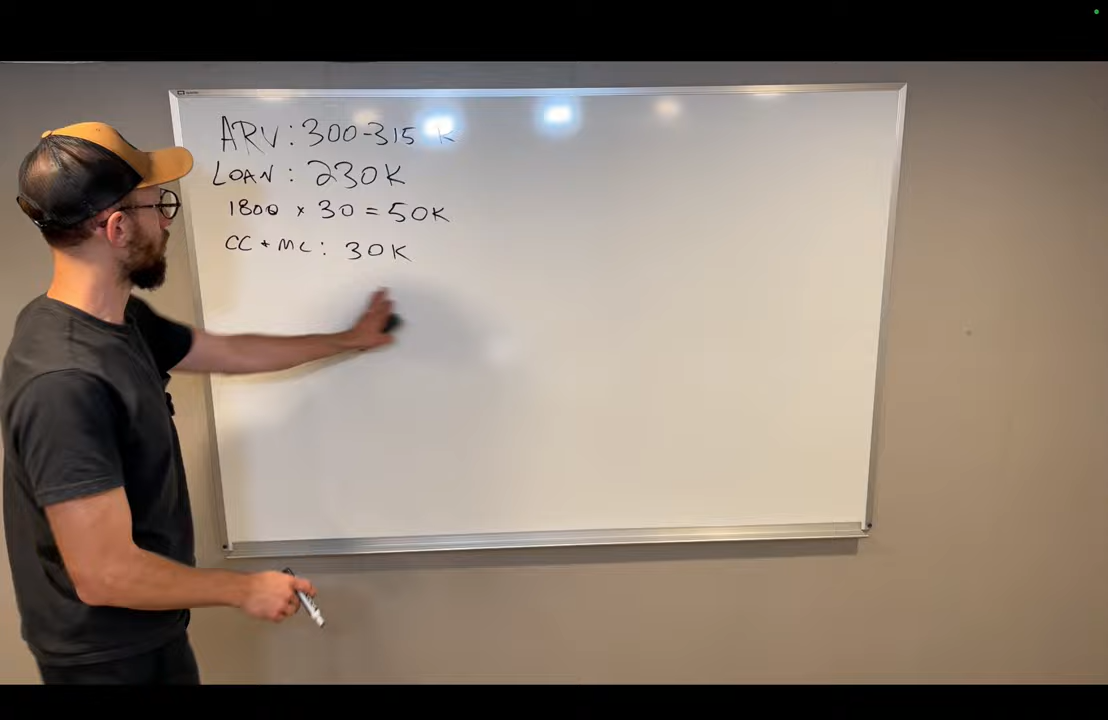 ARV: 300-315 K
LOAN: 230K
1800 x 30 = 50K
CC + MC: 30K